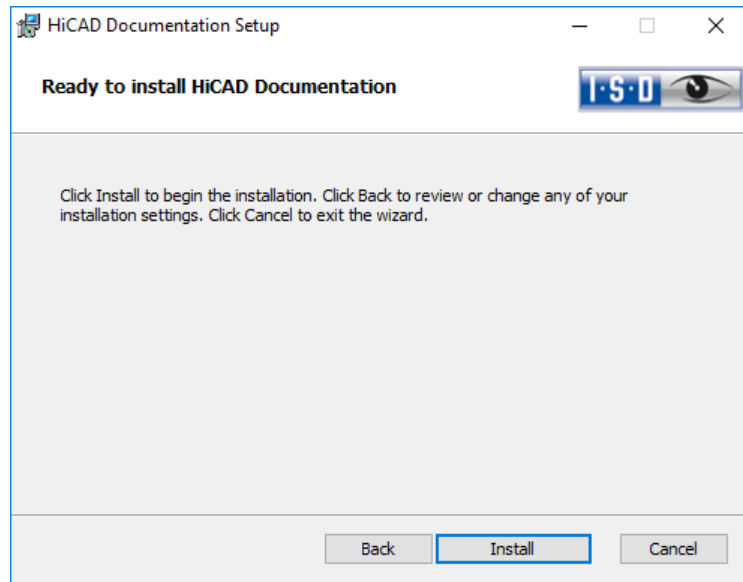 HiCAD Documentation Setup
Ready to install HiCAD Documentation
I·S·D
Click Install to begin the installation. Click Back to review or change any of your
installation settings. Click Cancel to exit the wizard.
Back
Install
Cancel